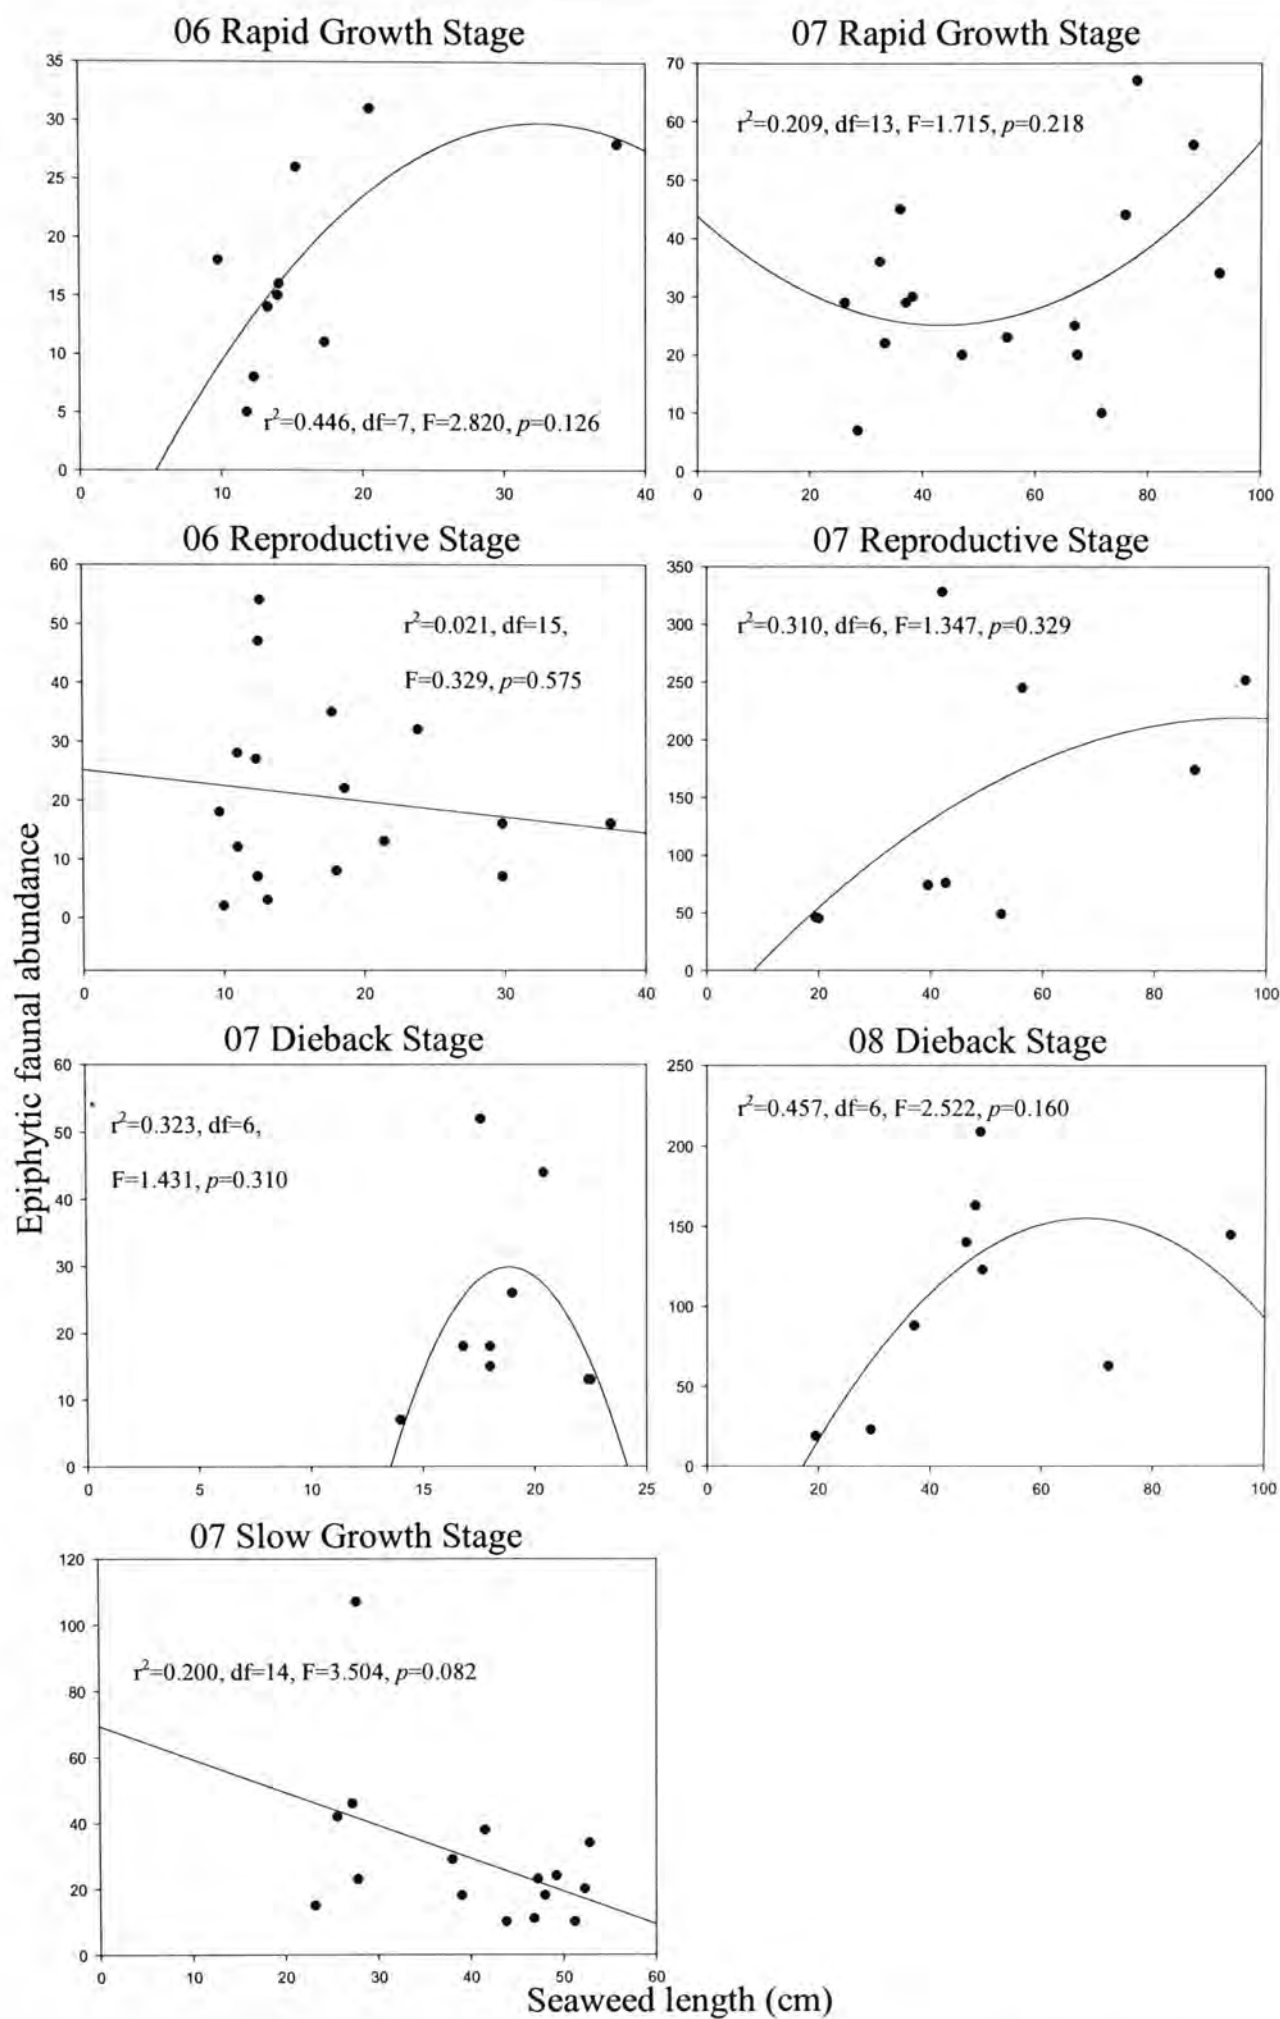 06 Rapid Growth Stage
35
30
25
20
15
10
5
0
r²=0.446, df=7, F=2.820, p=0.126
0 10 20 30 40
07 Rapid Growth Stage
70
60
50
40
30
20
10
0
r²=0.209, df=13, F=1.715, p=0.218
0 20 40 60 80 100
06 Reproductive Stage
60
50
40
30
20
10
0
r²=0.021, df=15,
F=0.329, p=0.575
0 10 20 30 40
07 Reproductive Stage
350
300
250
200
150
100
50
0
r²=0.310, df=6, F=1.347, p=0.329
0 20 40 60 80 100
Epiphytic faunal abundance
07 Dieback Stage
60
50
40
30
20
10
0
r²=0.323, df=6,
F=1.431, p=0.310
0 5 10 15 20 25
08 Dieback Stage
250
200
150
100
50
0
r²=0.457, df=6, F=2.522, p=0.160
0 20 40 60 80 100
07 Slow Growth Stage
120
100
80
60
40
20
0
r²=0.200, df=14, F=3.504, p=0.082
0 10 20 30 40 50 60
Seaweed length (cm)